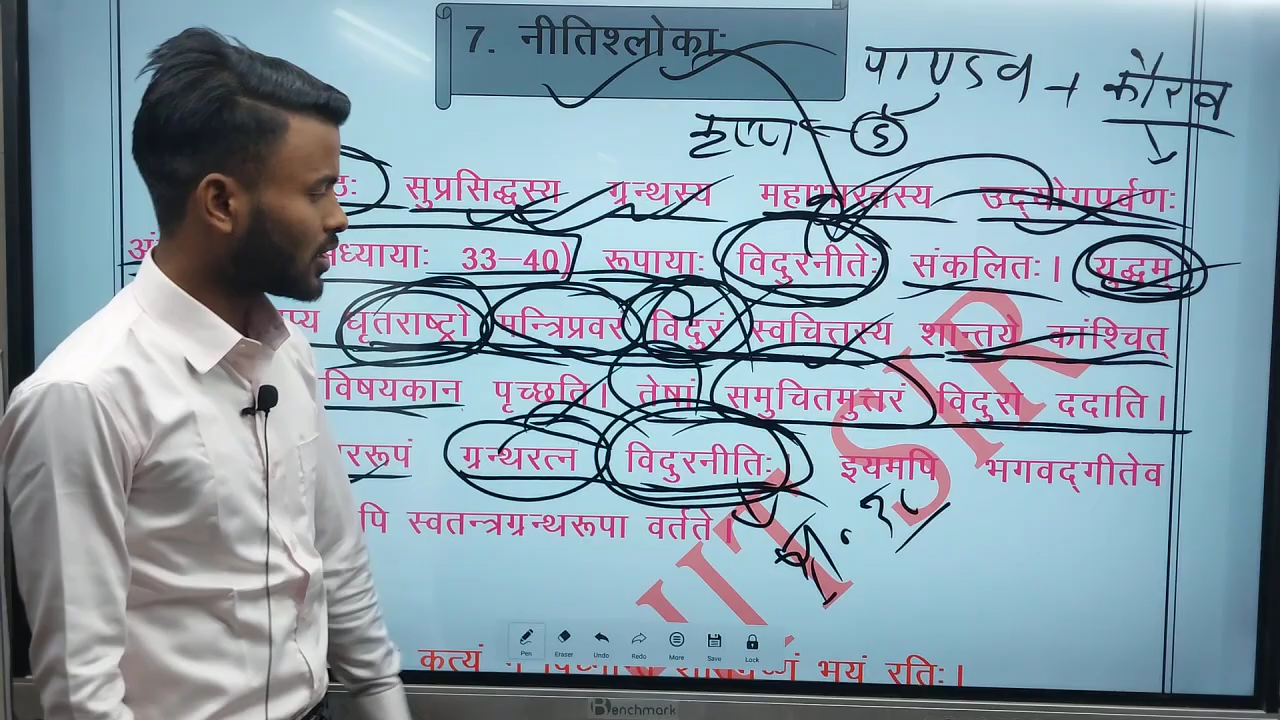 7. नीतिश्लोकाः
पाण्डव + कौरव
कृष्ण ← 5
ठः सुप्रसिद्धस्य ग्रन्थस्य महाभारतस्य उद्योगपर्वणः
ध्यायाः 33–40) रूपायाः विदुरनीतेः संकलितः। युद्धम्
धृतराष्ट्रो मन्त्रिप्रवरं विदुरं स्वचित्तस्य शान्तये कांश्चित्
विषयकान पृच्छति। तेषां समुचितमुत्तरं विदुरो ददाति।
रूपं ग्रन्थरत्न विदुरनीतिः इयमपि भगवद्गीतेव
पि स्वतन्त्रग्रन्थरूपा वर्तते।
SIR
Pen Eraser Undo Redo More Save Lock
कृत्यं न भयं रतिः।
Benchmark